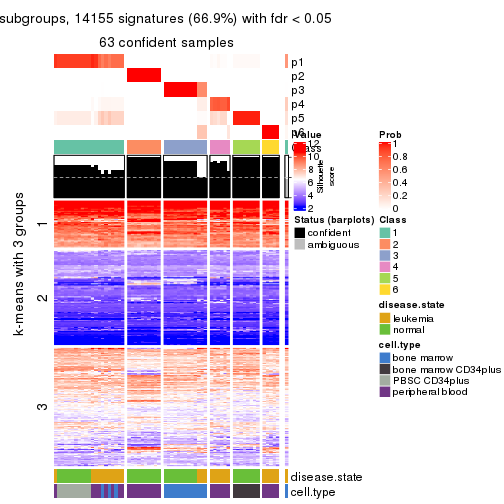 subgroups, 14155 signatures (66.9%) with fdr < 0.05
63 confident samples
p1
p2
p3
p4
p5
p6
Value
12
10
8
6
4
2
Class
Silhouette
score
Status (barplots)
confident
ambiguous
Prob
1
0.8
0.6
0.4
0.2
0
Class
1
2
3
4
5
6
disease.state
leukemia
normal
cell.type
bone marrow
bone marrow CD34plus
PBSC CD34plus
peripheral blood
k-means with 3 groups
1
2
3
disease.state
cell.type